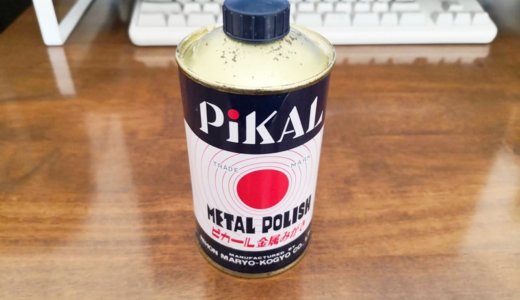 PiKAL
TRADE MARK
METAL POLISH
ピカール金属みがき
MANUFACTURED BY
NIHON MARYO-KOGYO CO.